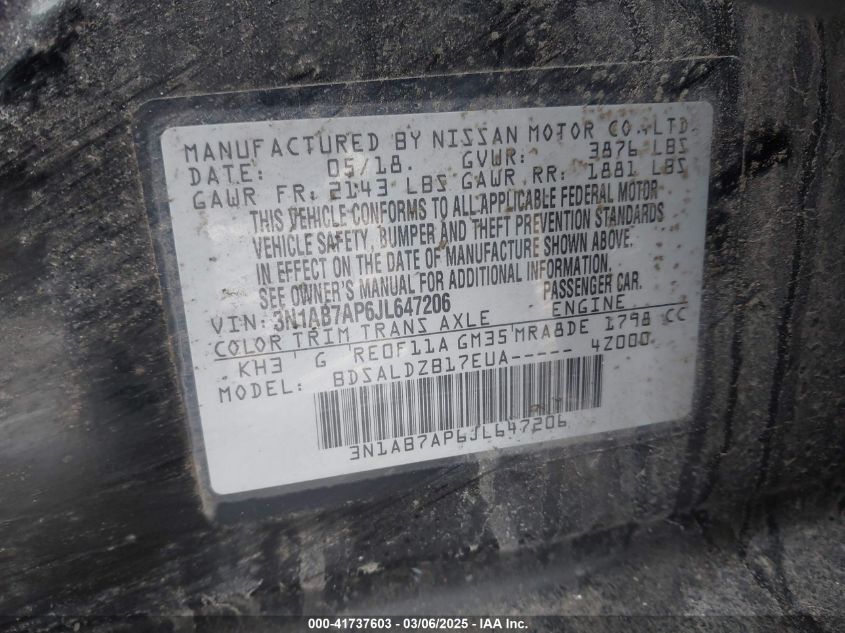 MANUFACTURED BY NISSAN MOTOR CO.,LTD
DATE: 05/18. GVWR: 3876 LBS
GAWR FR. 2143 LBS GAWR RR: 1881 LBS
THIS VEHICLE CONFORMS TO ALL APPLICABLE FEDERAL MOTOR
VEHICLE SAFETY, BUMPER AND THEFT PREVENTION STANDARDS
IN EFFECT ON THE DATE OF MANUFACTURE SHOWN ABOVE.
SEE OWNER'S MANUAL FOR ADDITIONAL INFORMATION.
VIN: 3N1AB7AP6JL647206 PASSENGER CAR.
COLOR TRIM TRANS AXLE ENGINE
KH3 G RE0F11A GM35 MRA8DE 1798 CC
MODEL: BDSALDZB17EUA----- 4Z000
3N1AB7AP6JL647206
000-41737603 - 03/06/2025 - IAA Inc.